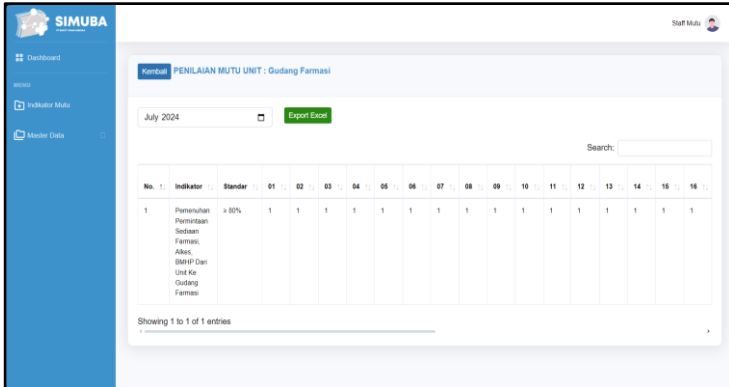 SIMUBA
Staff Mutu
Dashboard
MENU
Indikator Mutu
Master Data
Kembali PENILAIAN MUTU UNIT : Gudang Farmasi
July 2024
Export Excel
Search:
No. Indikator Standar 01 02 03 04 05 06 07 08 09 10 11 12 13 14 15 16
1 Pemenuhan ≥ 80% 1 1 1 1 1 1 1 1 1 1 1 1 1 1 1 1
Permintaan
Sediaan
Farmasi,
Alkes,
BMHP Dari
Unit Ke
Gudang
Farmasi
Showing 1 to 1 of 1 entries